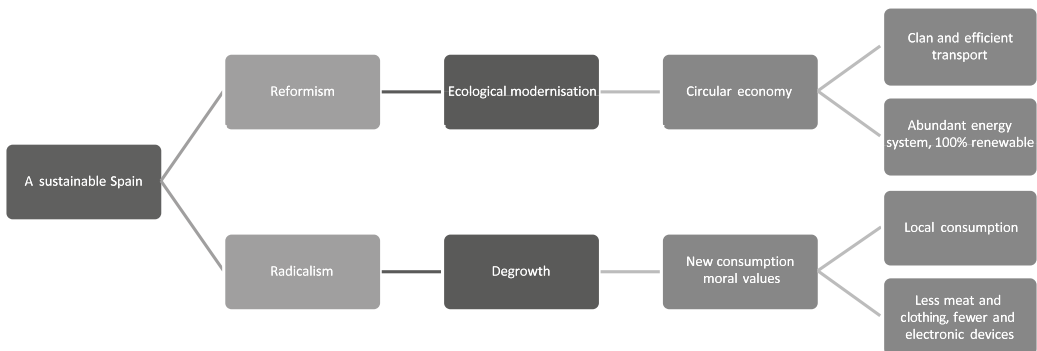 Clan and efficient
transport
Reformism
Ecological modernisation
Circular economy
Abundant energy
system, 100% renewable
A sustainable Spain
Local consumption
Radicalism
Degrowth
New consumption
moral values
Less meat and
clothing, fewer and
electronic devices